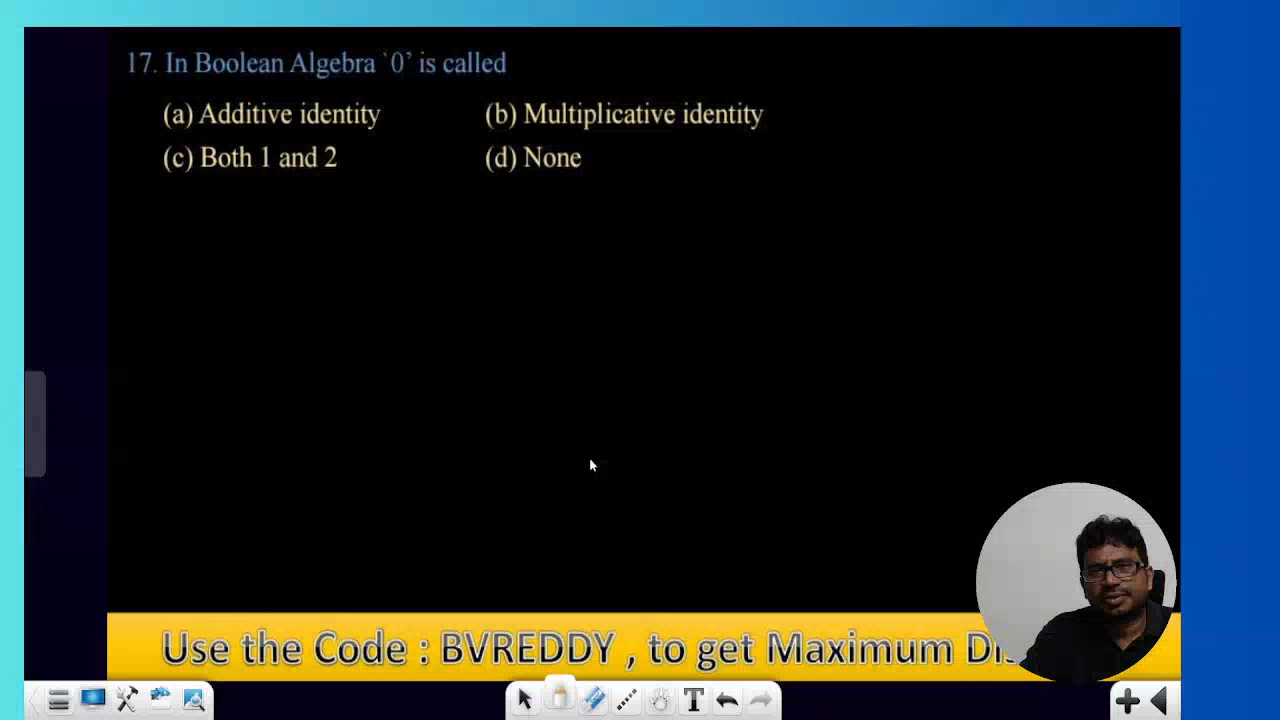 17. In Boolean Algebra `0' is called
(a) Additive identity (b) Multiplicative identity
(c) Both 1 and 2 (d) None
Use the Code : BVREDDY , to get Maximum
T